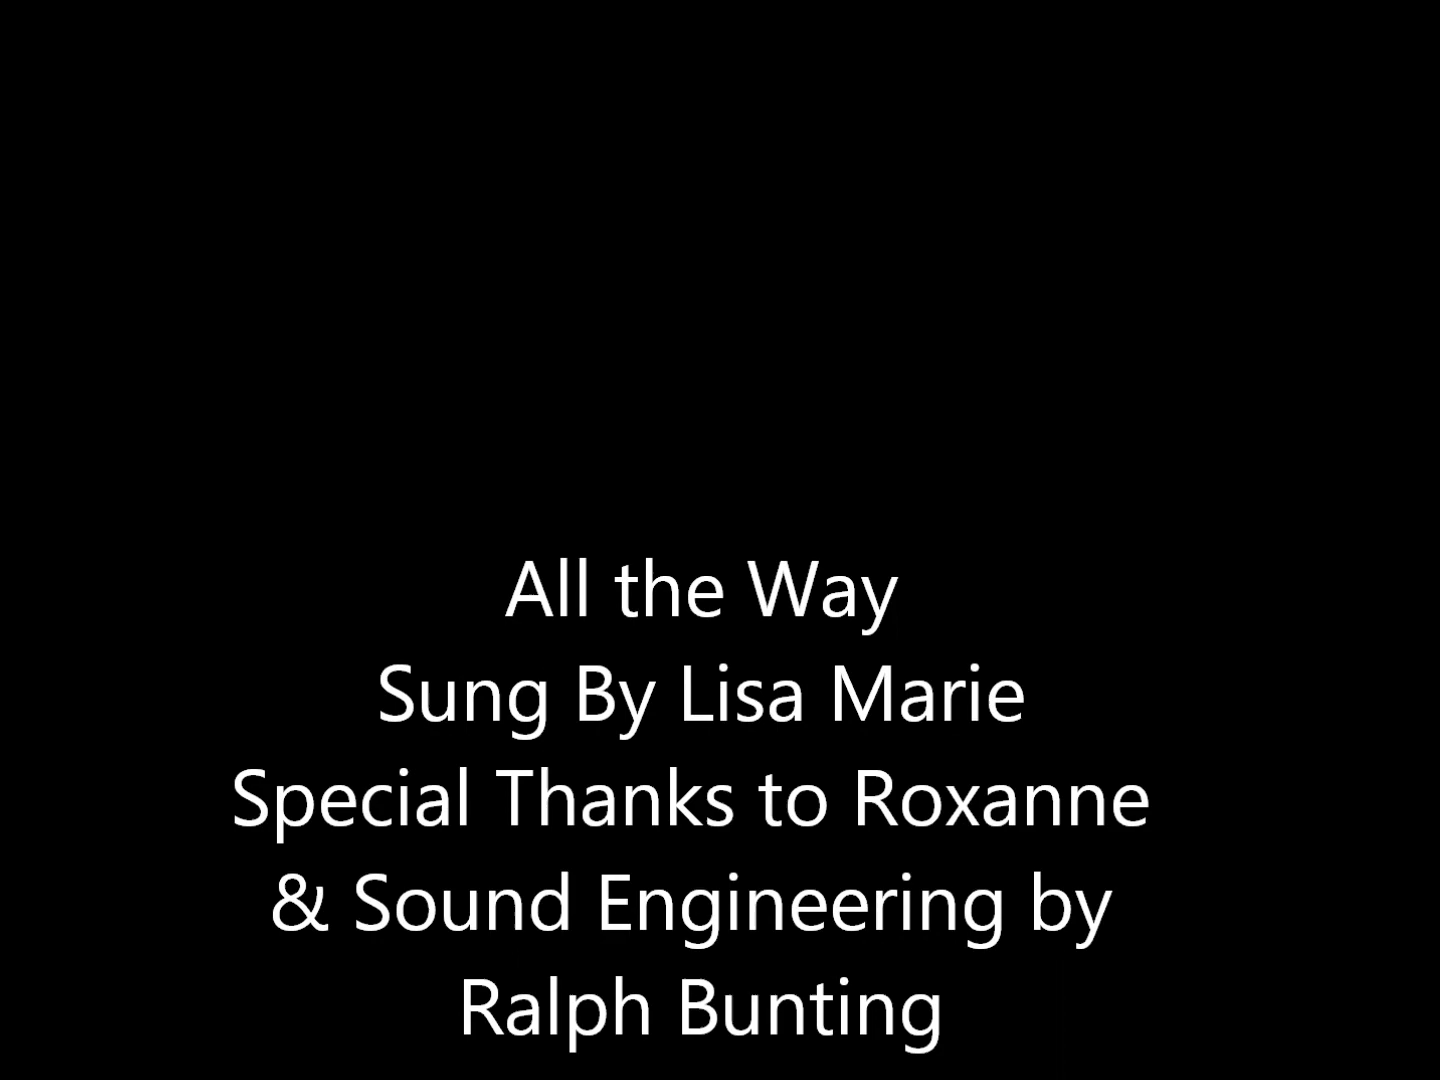 All the Way
Sung By Lisa Marie
Special Thanks to Roxanne
& Sound Engineering by
Ralph Bunting